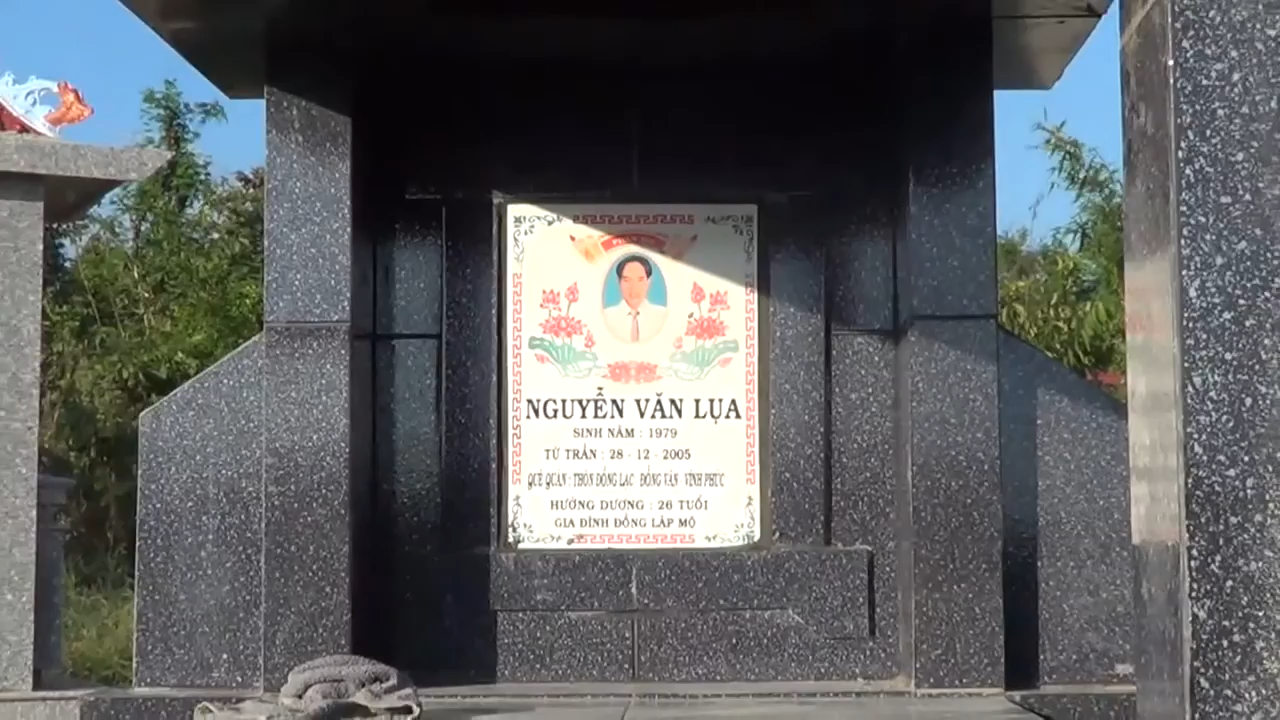 NGUYỄN VĂN LỤA
SINH NĂM : 1979
TỪ TRẦN : 28 - 12 - 2005
QUÊ QUÁN : THÔN ĐỒNG LẠC ĐỒNG VĂN VĨNH PHÚC
HƯỞNG DƯƠNG : 26 TUỔI
GIA ĐÌNH ĐỒNG LẬP MỘ